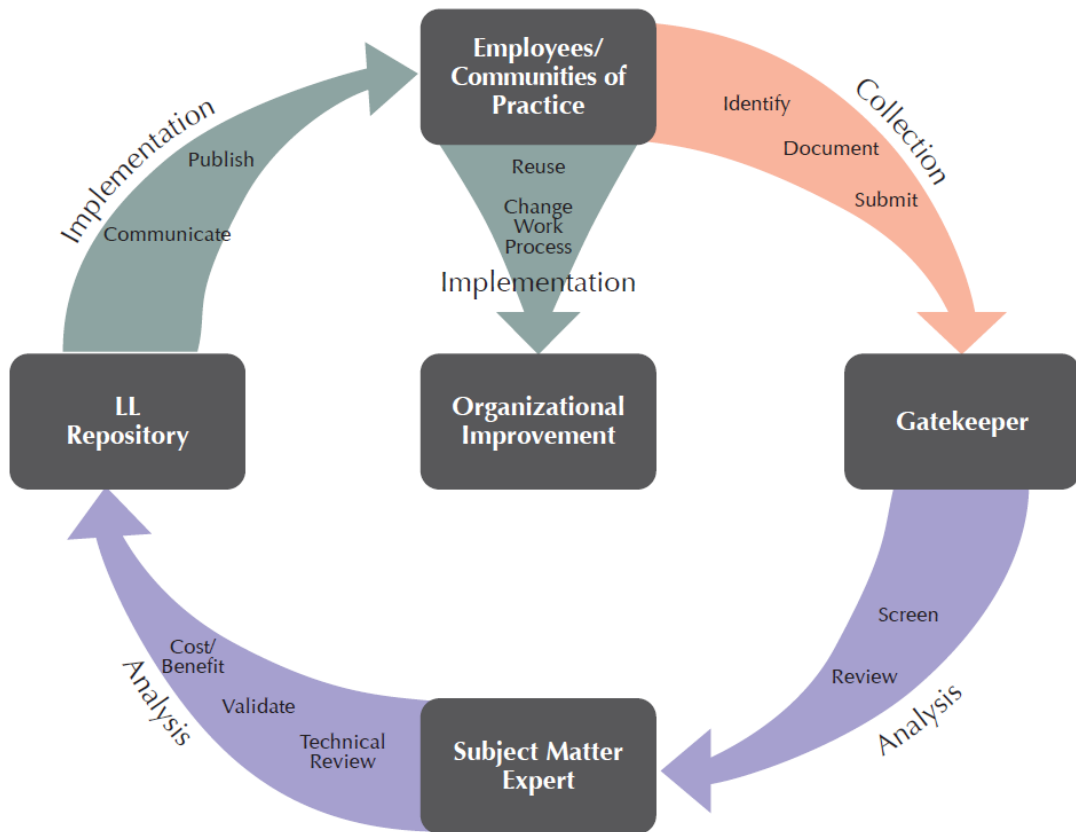 Employees/
Communities of
Practice
Collection
Identify
Document
Submit
Implementation
Publish
Communicate
Reuse
Change
Work
Process
Implementation
LL
Repository
Organizational
Improvement
Gatekeeper
Screen
Review
Analysis
Cost/
Benefit
Validate
Technical
Review
Analysis
Subject Matter
Expert